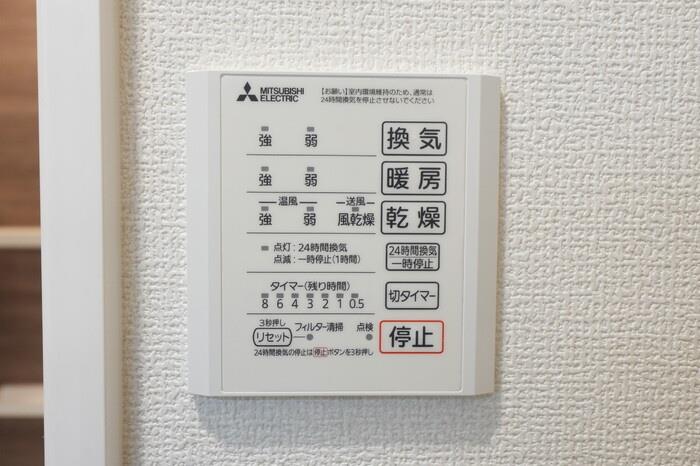 MITSUBISHI
ELECTRIC
【お願い】室内環境維持のため、通常は
24時間換気を停止させないでください
強 弱 換気
強 弱 暖房
温風 送風
強 弱 風乾燥 乾燥
点灯：24時間換気
点滅：一時停止(1時間)
24時間換気
一時停止
タイマー(残り時間)
8 6 4 3 2 1 0.5
切タイマー
3秒押し
リセット フィルター清掃 点検
停止
24時間換気の停止は停止ボタンを3秒押し